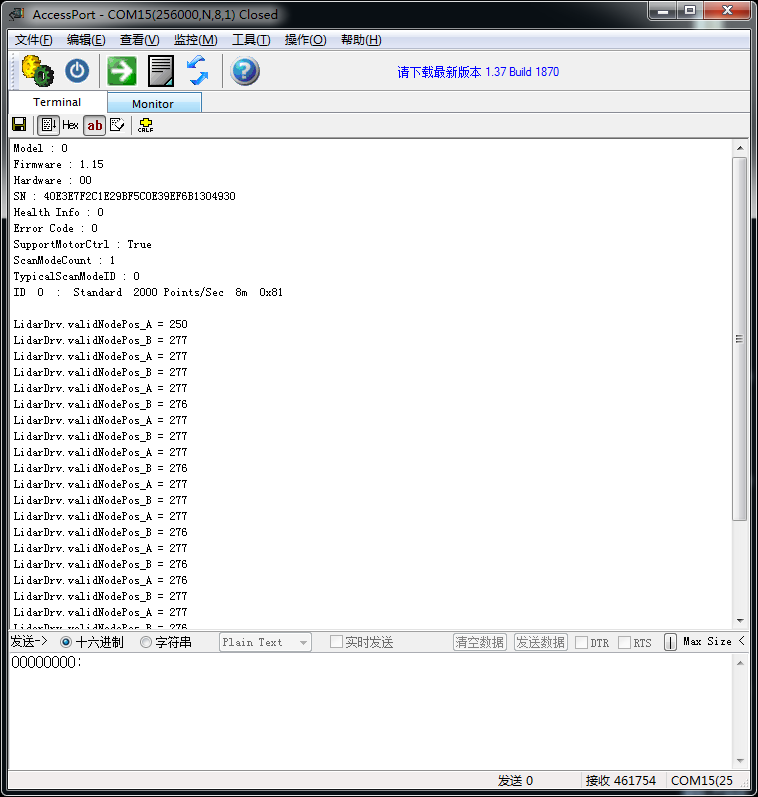 AccessPort - COM15(256000,N,8,1) Closed
文件(F) 编辑(E) 查看(V) 监控(M) 工具(T) 操作(O) 帮助(H)
请下载最新版本 1.37 Build 1870
Terminal Monitor
Hex ab CRLF
Model : 0
Firmware : 1.15
Hardware : 00
SN : 40E3E7F2C1E29BF5C0E39EF6B1304930
Health Info : 0
Error Code : 0
SupportMotorCtrl : True
ScanModeCount : 1
TypicalScanModeID : 0
ID 0 : Standard 2000 Points/Sec 8m 0x81
LidarDrv.validNodePos_A = 250
LidarDrv.validNodePos_B = 277
LidarDrv.validNodePos_A = 277
LidarDrv.validNodePos_B = 277
LidarDrv.validNodePos_A = 277
LidarDrv.validNodePos_B = 276
LidarDrv.validNodePos_A = 277
LidarDrv.validNodePos_B = 277
LidarDrv.validNodePos_A = 277
LidarDrv.validNodePos_B = 276
LidarDrv.validNodePos_A = 277
LidarDrv.validNodePos_B = 277
LidarDrv.validNodePos_A = 277
LidarDrv.validNodePos_B = 276
LidarDrv.validNodePos_A = 277
LidarDrv.validNodePos_B = 276
LidarDrv.validNodePos_A = 276
LidarDrv.validNodePos_B = 277
LidarDrv.validNodePos_A = 277
LidarDrv.validNodePos_B = 276
发送-> 十六进制 字符串 Plain Text 实时发送 清空数据 发送数据 DTR RTS Max Size <
00000000:
发送 0 接收 461754 COM15(25